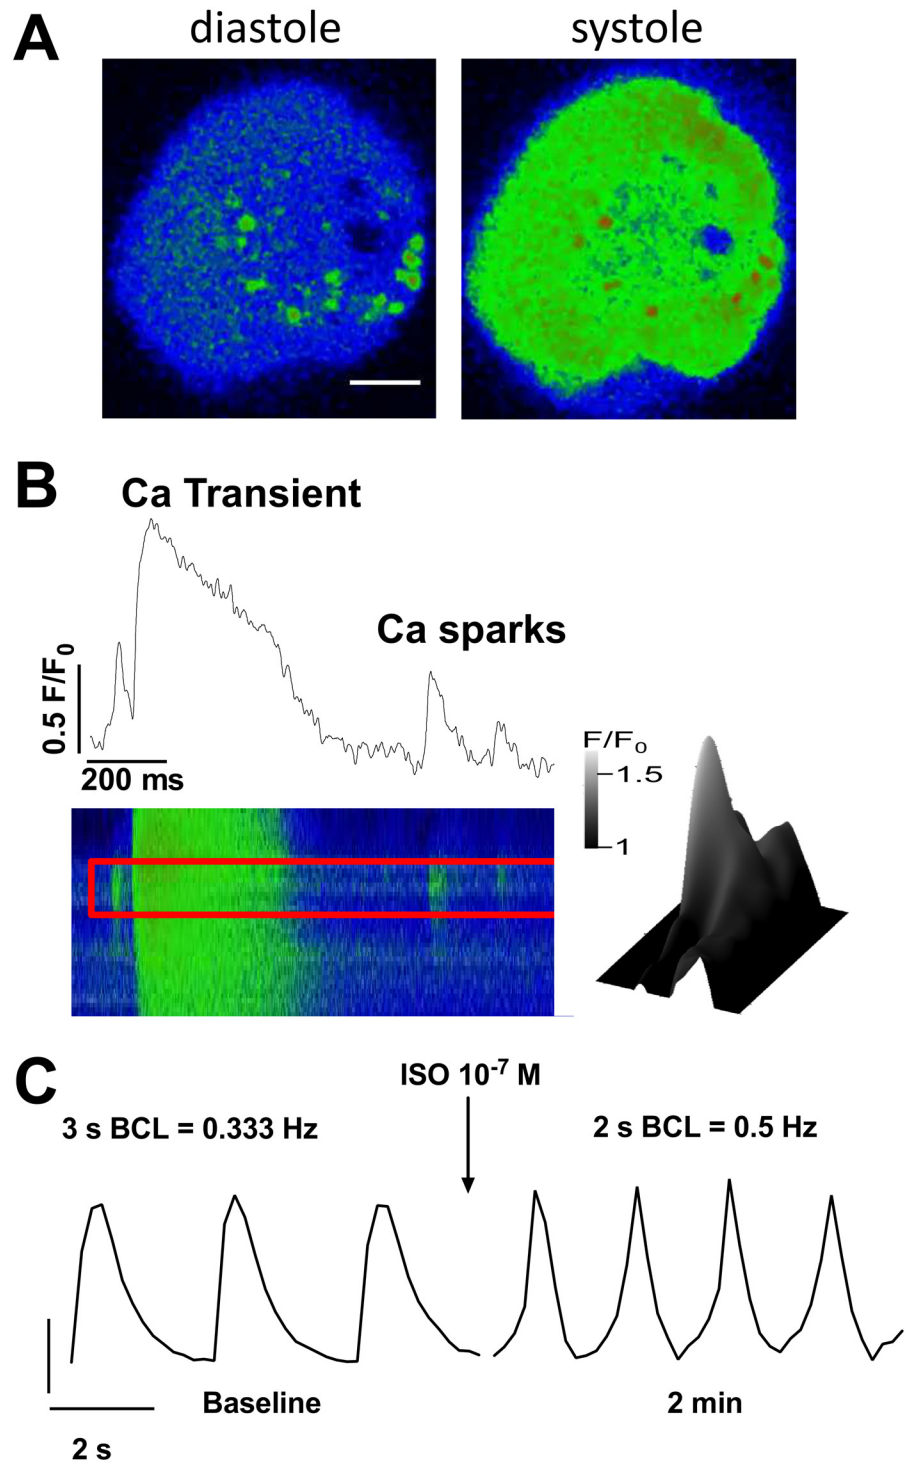 A
diastole
systole
B
Ca Transient
Ca sparks
0.5 F/F₀
200 ms
F/F₀
1.5
1
C
ISO 10⁻⁷ M
3 s BCL = 0.333 Hz
2 s BCL = 0.5 Hz
Baseline
2 min
2 s